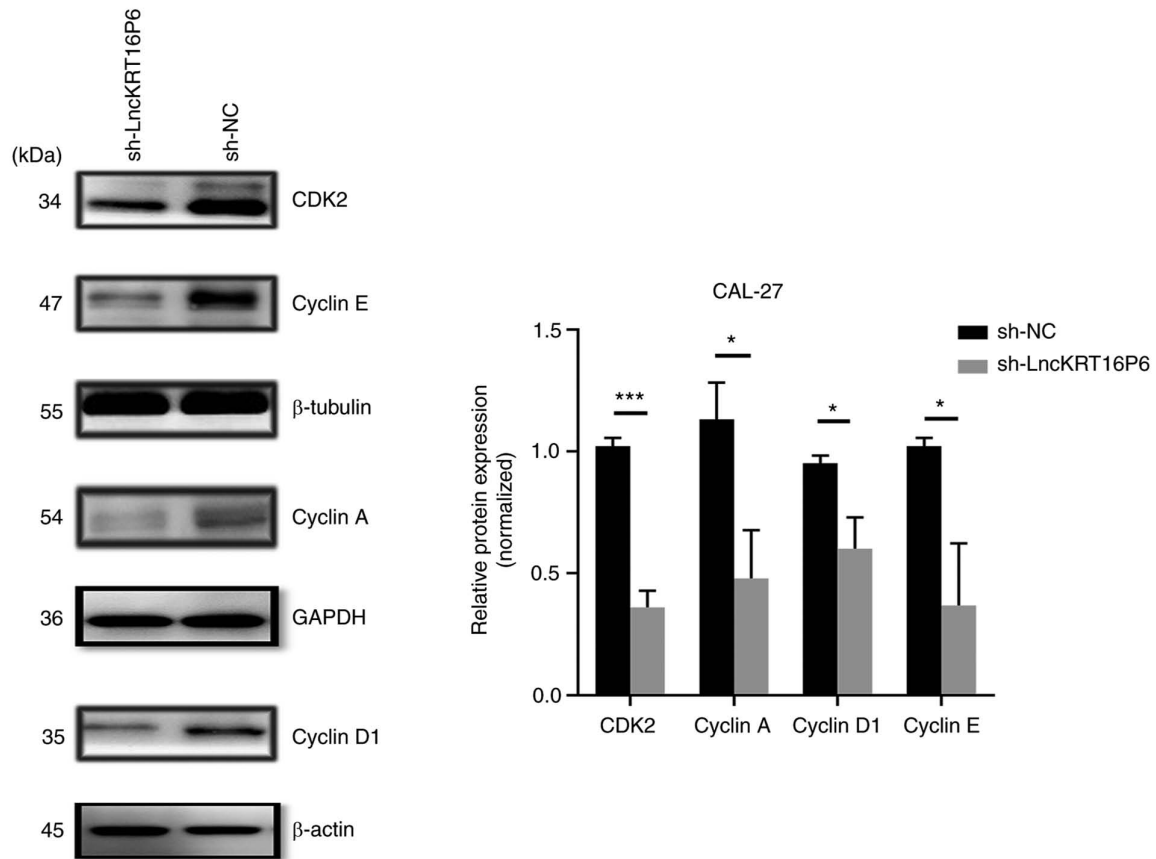 sh-LncKRT16P6
sh-NC
(kDa)
34
CDK2
47
Cyclin E
55
β-tubulin
54
Cyclin A
36
GAPDH
35
Cyclin D1
45
β-actin
CAL-27
Relative protein expression
(normalized)
1.5
1.0
0.5
0.0
***
*
*
*
sh-NC
sh-LncKRT16P6
CDK2
Cyclin A
Cyclin D1
Cyclin E